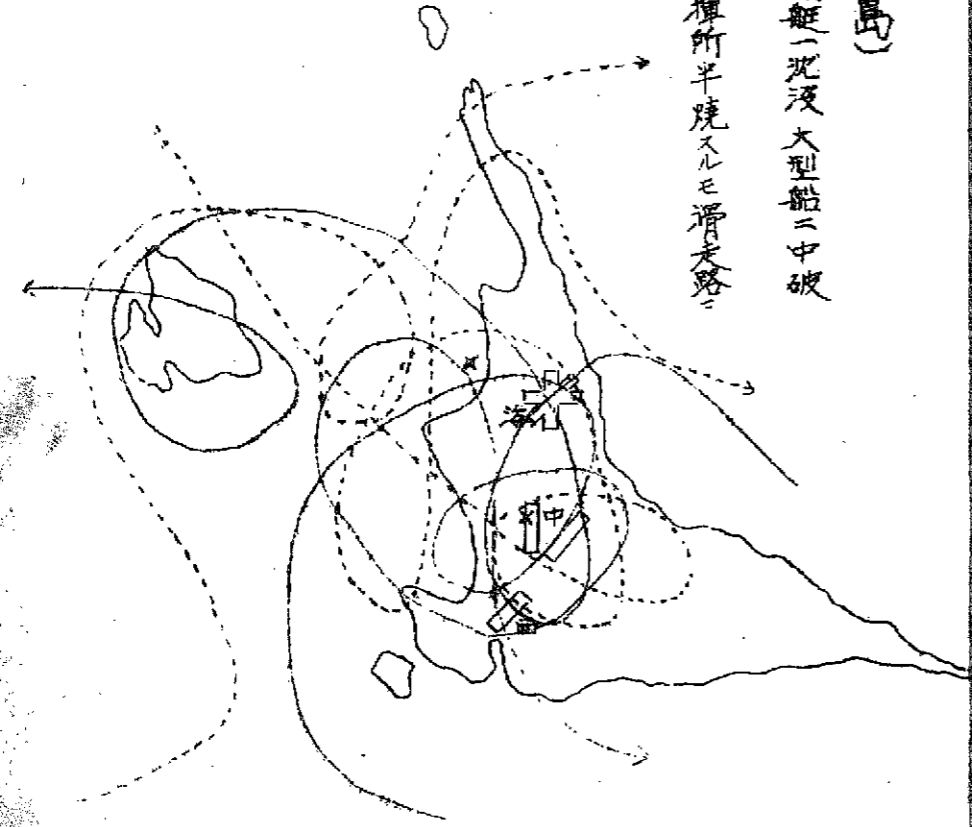 島)
艇一沈没 大型船二中破
揮所半焼スルモ滑走路ニ
海
中
西